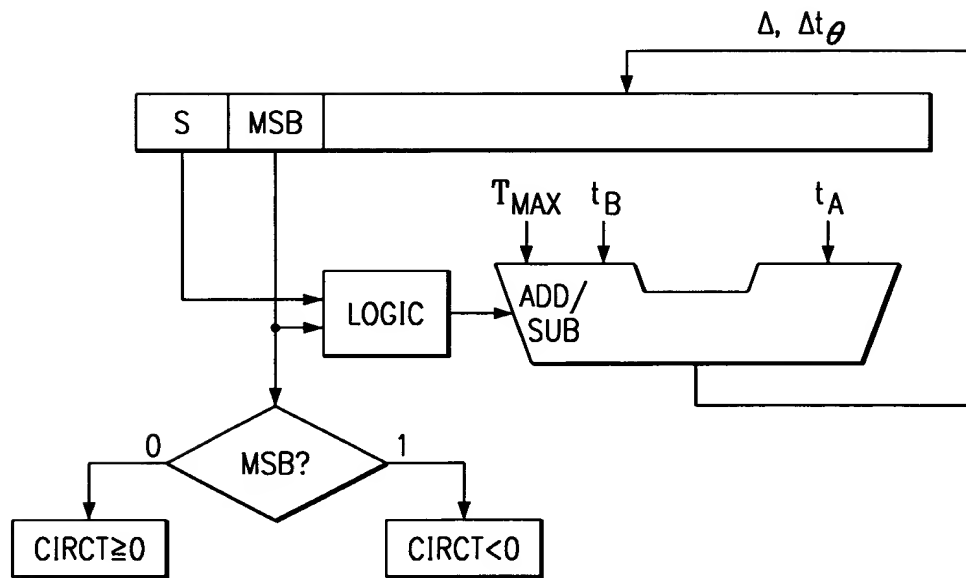 Δ, Δtθ
S MSB
TMAX tB tA
ADD/
SUB
LOGIC
0 MSB? 1
CIRCT≧0 CIRCT<0